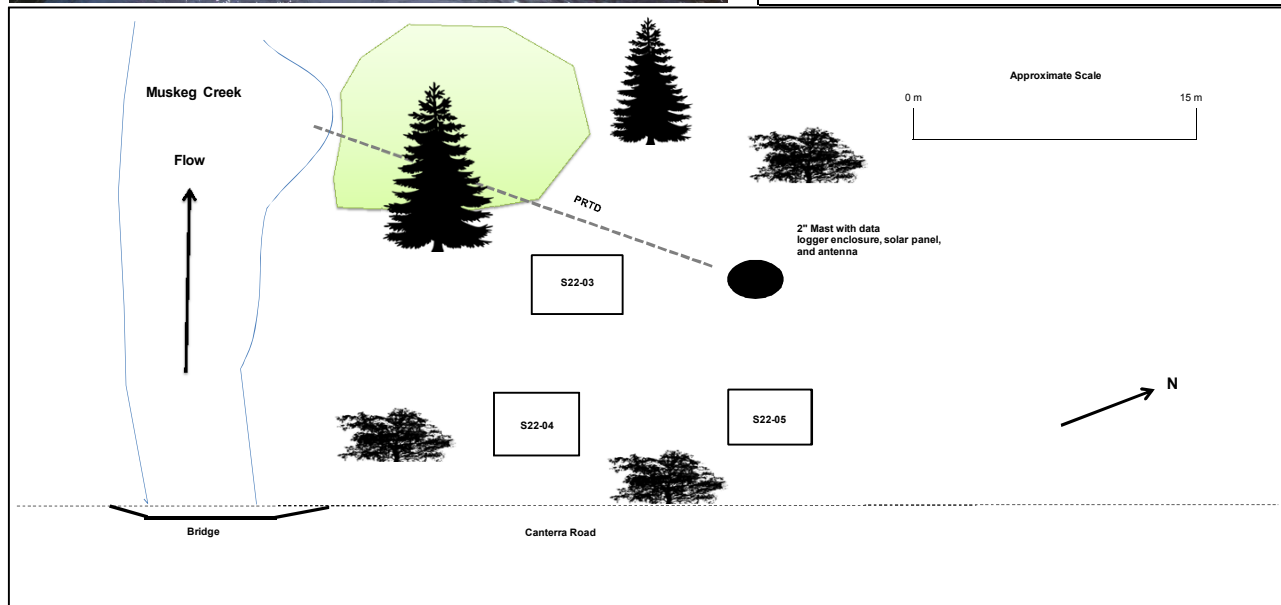 Muskeg Creek
Approximate Scale
0 m
15 m
Flow
PRTD
2" Mast with data
logger enclosure, solar panel,
and antenna
S22-03
N
S22-04
S22-05
Bridge
Canterra Road